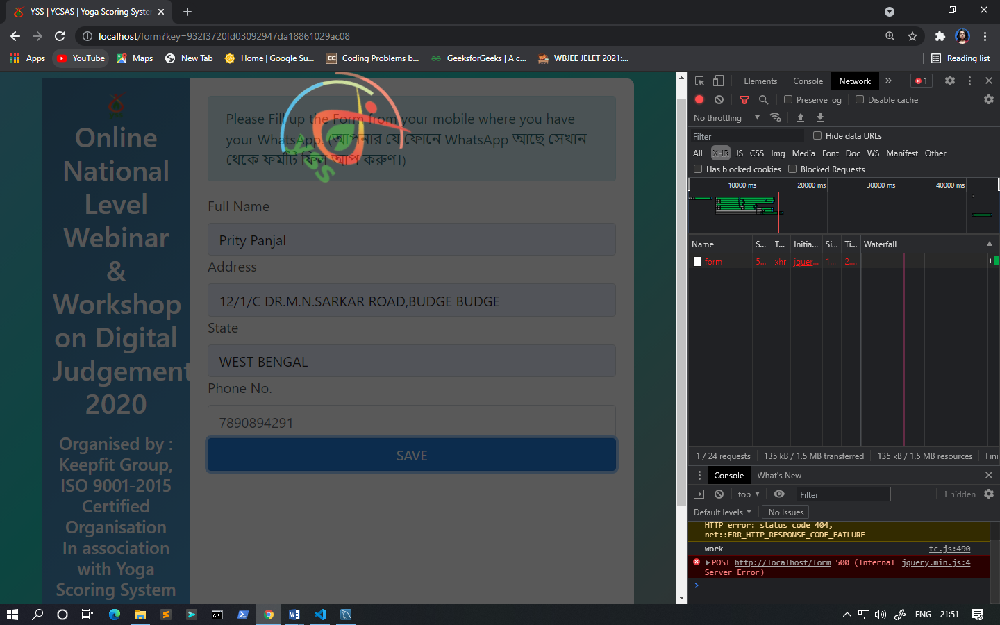 YSS | YCSAS | Yoga Scoring Syste
localhost/form?key=932f3720fd03092947da18861029ac08
Apps
YouTube
Maps
New Tab
Home | Google Su...
CC
Coding Problems b...
GeeksforGeeks | A c...
WBJEE JELET 2021:...
Reading list
Online
National
Level
Webinar
&
Workshop
on Digital
Judgement
2020
Organised by :
Keepfit Group,
ISO 9001-2015
Certified
Organisation
In association
with Yoga
Scoring System
Please Fill up the Form from your mobile where you have
your WhatsApp. (আপনার যে ফোনে WhatsApp আছে সেখান
থেকে ফর্মটি ফিল আপ করুণ।)
YSS
Full Name
Prity Panjal
Address
12/1/C DR.M.N.SARKAR ROAD,BUDGE BUDGE
State
WEST BENGAL
Phone No.
7890894291
SAVE
Elements
Console
Network
1
Preserve log
Disable cache
No throttling
Filter
Hide data URLs
All
XHR
JS
CSS
Img
Media
Font
Doc
WS
Manifest
Other
Has blocked cookies
Blocked Requests
10000 ms
20000 ms
30000 ms
40000 ms
Name
S...
T...
Initia...
Si...
Ti...
Waterfall
form
5...
xhr
jquer...
1...
2....
1 / 24 requests
135 kB / 1.5 MB transferred
135 kB / 1.5 MB resources
Fini
Console
What's New
top
Filter
1 hidden
Default levels
No Issues
HTTP error: status code 404,
net::ERR_HTTP_RESPONSE_CODE_FAILURE
work
tc.js:490
POST http://localhost/form 500 (Internal
jquery.min.js:4
Server Error)
ENG
21:51